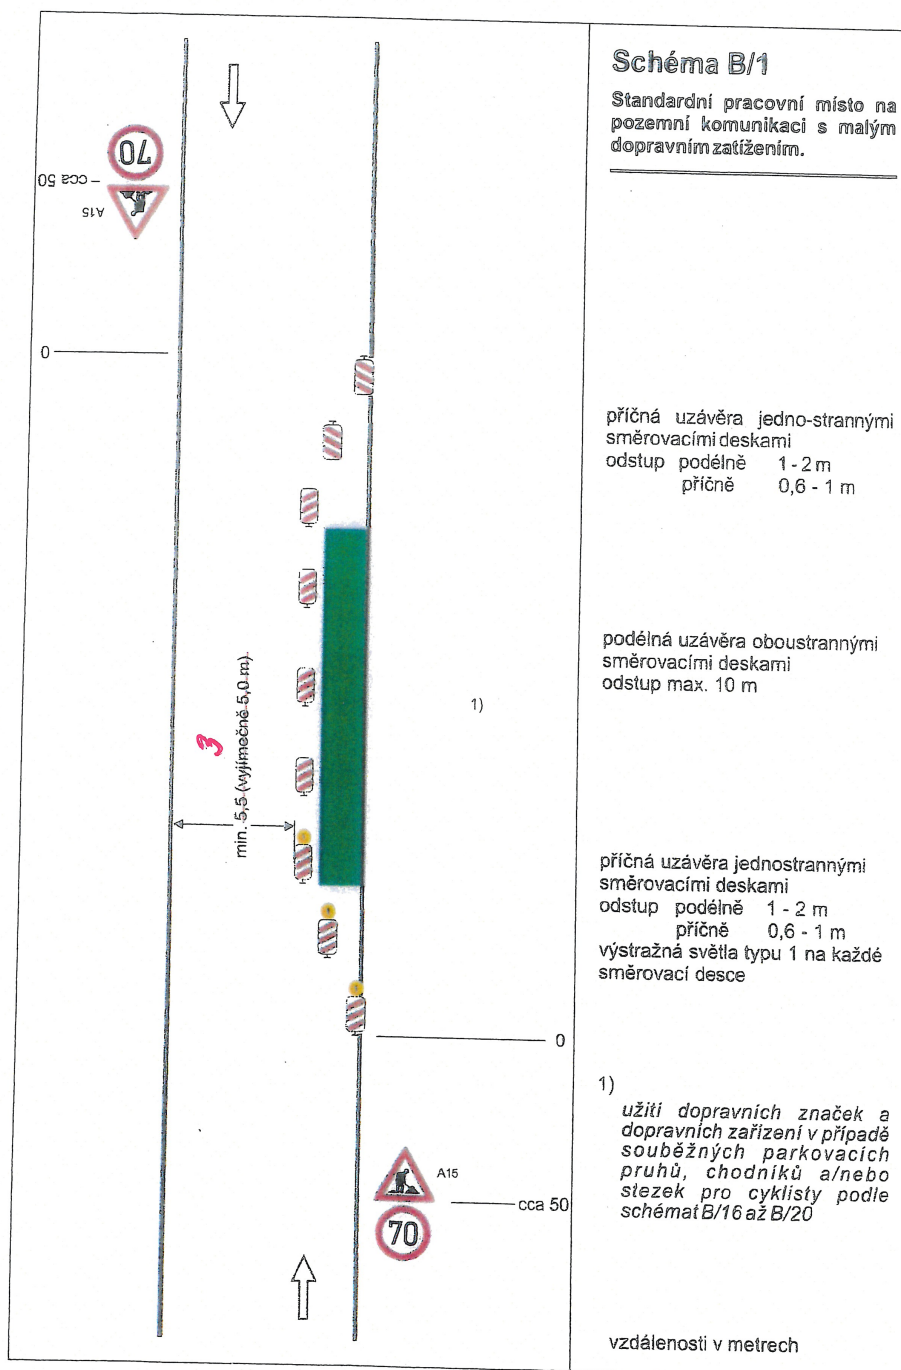 Schéma B/1
Standardní pracovní místo na
pozemní komunikaci s malým
dopravním zatížením.
70
cca 50
A15
0
příčná uzávěra jedno-strannými
směrovacími deskami
odstup podélně 1 - 2 m
příčně 0,6 - 1 m
podélná uzávěra oboustrannými
směrovacími deskami
odstup max. 10 m
1)
3
min. 5,5 (vyjímečně 5,0 m)
příčná uzávěra jednostrannými
směrovacími deskami
odstup podélně 1 - 2 m
příčně 0,6 - 1 m
výstražná světla typu 1 na každé
směrovací desce
0
1)
užití dopravních značek a
dopravních zařízení v případě
souběžných parkovacích
pruhů, chodníků a/nebo
stezek pro cyklisty podle
schémat B/16 až B/20
A15
cca 50
70
vzdálenosti v metrech